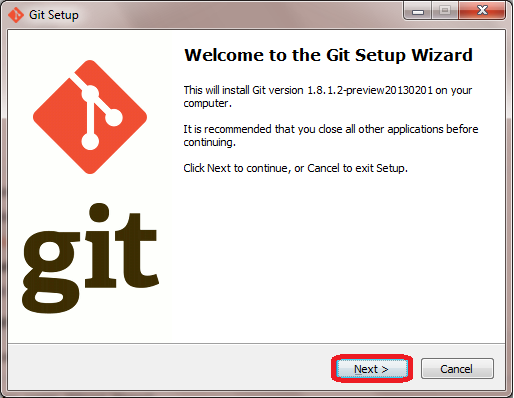 Git Setup
Welcome to the Git Setup Wizard
This will install Git version 1.8.1.2-preview20130201 on your
computer.
It is recommended that you close all other applications before
continuing.
Click Next to continue, or Cancel to exit Setup.
git
Next >
Cancel